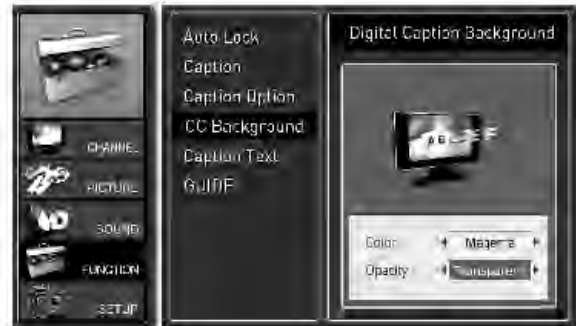 CHANNEL
PICTURE
SOUND
FUNCTION
SETUP
Auto Lock
Caption
Caption Option
CC Background
Caption Text
GUIDE
Digital Caption Background
Color Magenta
Opacity Transparent